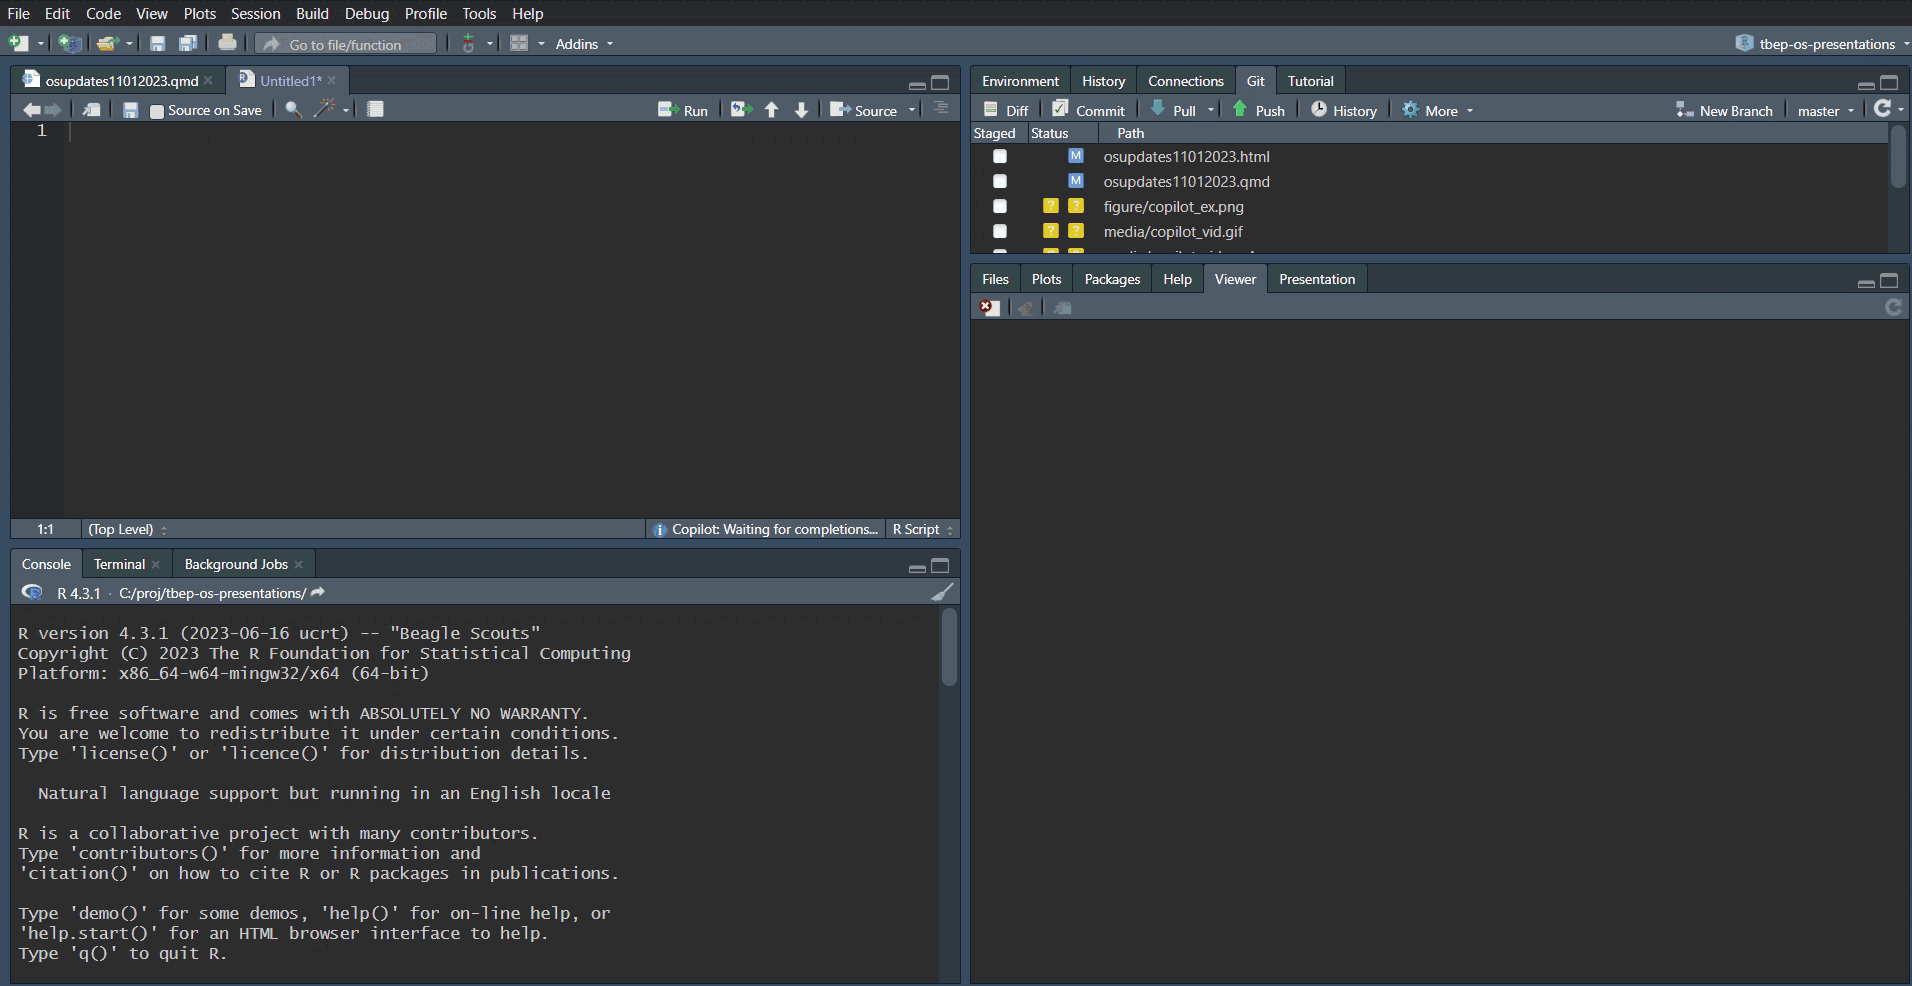 File Edit Code View Plots Session Build Debug Profile Tools Help
Go to file/function Addins tbep-os-presentations
osupdates11012023.qmd Untitled1*
Source on Save Run Source
1
1:1 (Top Level) Copilot: Waiting for completions... R Script
Console Terminal Background Jobs
R 4.3.1 · C:/proj/tbep-os-presentations/
R version 4.3.1 (2023-06-16 ucrt) -- "Beagle Scouts"
Copyright (C) 2023 The R Foundation for Statistical Computing
Platform: x86_64-w64-mingw32/x64 (64-bit)
R is free software and comes with ABSOLUTELY NO WARRANTY.
You are welcome to redistribute it under certain conditions.
Type 'license()' or 'licence()' for distribution details.
Natural language support but running in an English locale
R is a collaborative project with many contributors.
Type 'contributors()' for more information and
'citation()' on how to cite R or R packages in publications.
Type 'demo()' for some demos, 'help()' for on-line help, or
'help.start()' for an HTML browser interface to help.
Type 'q()' to quit R.
Environment History Connections Git Tutorial
Diff Commit Pull Push History More New Branch master
Staged Status Path
M osupdates11012023.html
M osupdates11012023.qmd
? ? figure/copilot_ex.png
? ? media/copilot_vid.gif
Files Plots Packages Help Viewer Presentation